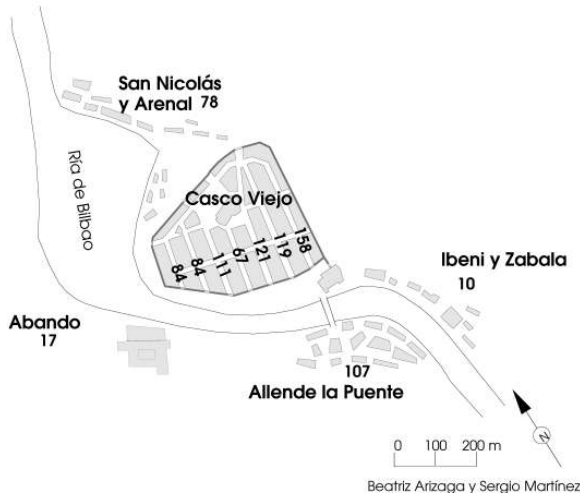 San Nicolás
y Arenal 78
Ría de Bilbao
Casco Viejo
84
84
111
67
121
119
158
Ibeni y Zabala
10
Abando
17
107
Allende la Puente
N
0 100 200 m
Beatriz Arizaga y Sergio Martínez